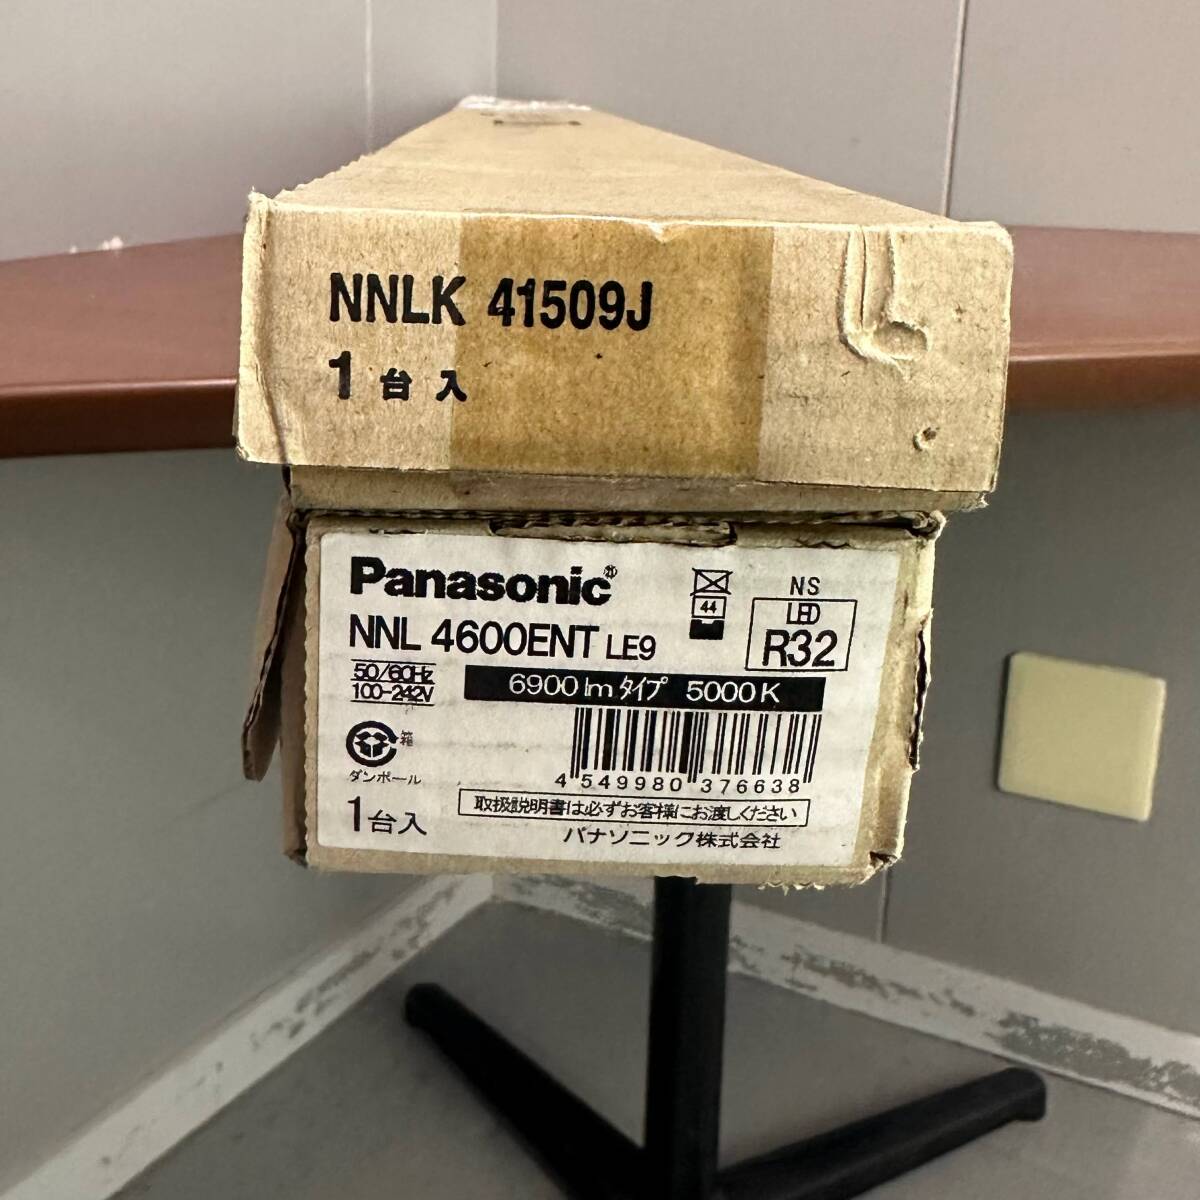 NNLK 41509J
1台入
Panasonic
NNL 4600ENT LE9
50/60Hz
100-242V
6900 lm タイプ 5000K
44
NS
LED
R32
箱
ダンボール
4 549980 376638
1台入
取扱説明書は必ずお客様にお渡しください
パナソニック株式会社